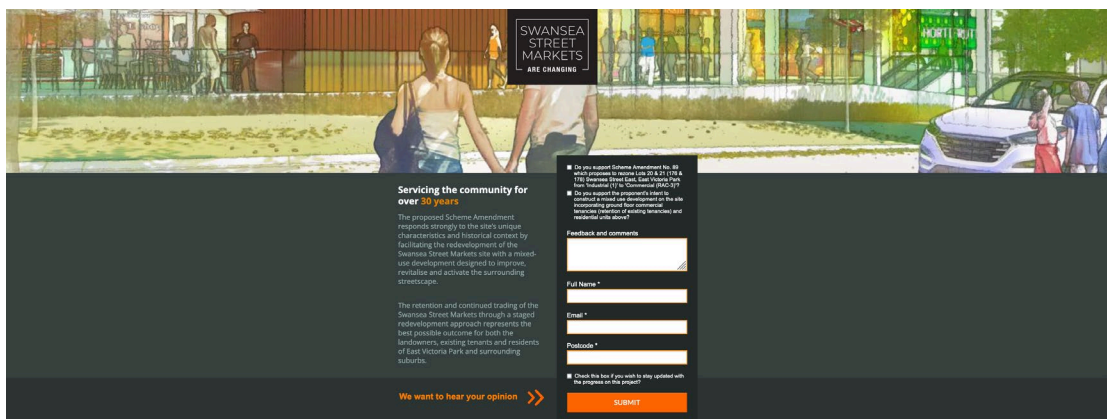 SWANSEA
STREET
MARKETS
ARE CHANGING
Servicing the community for
over 30 years
The proposed Scheme Amendment
responds strongly to the site's unique
characteristics and historical context by
facilitating the redevelopment of the
Swansea Street Markets site with a mixed-
use development designed to improve,
revitalise and activate the surrounding
streetscape.
The retention and continued trading of the
Swansea Street Markets through a staged
redevelopment approach represents the
best possible outcome for both the
landowners, existing tenants and residents
of East Victoria Park and surrounding
suburbs.
We want to hear your opinion
Do you support Scheme Amendment No. 89
which proposes to rezone Lots 20 & 21 (176 &
178) Swansea Street East, East Victoria Park
from 'Industrial (1)' to 'Commercial (RAC-3)'?
Do you support the proponent's intent to
construct a mixed use development on the site
incorporating ground floor commercial
tenancies (retention of existing tenancies) and
residential units above?
Feedback and comments
Full Name *
Email *
Postcode *
Check this box if you wish to stay updated with
the progress on this project?
SUBMIT